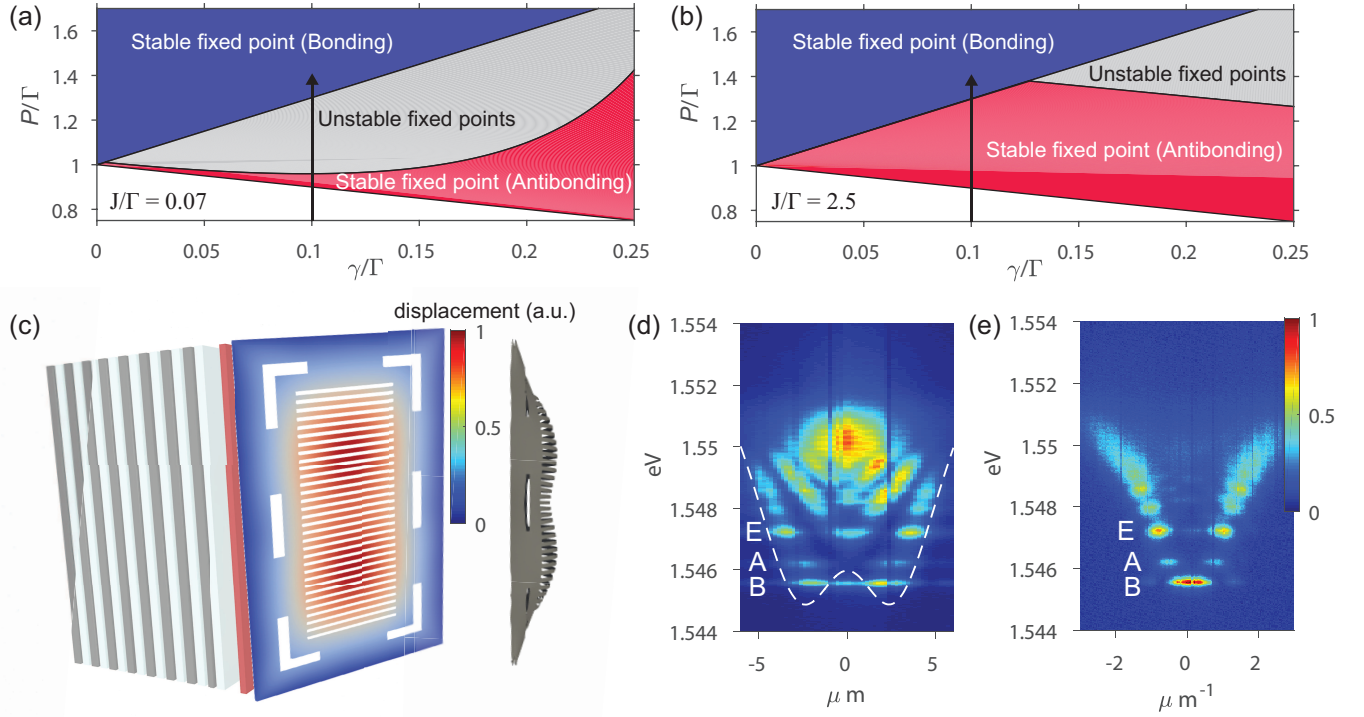 (a)
1.6
1.4
1.2
1
0.8
P/Γ
Stable fixed point (Bonding)
Unstable fixed points
Stable fixed point (Antibonding)
J/Γ = 0.07
0
0.05
0.1
0.15
0.2
0.25
γ/Γ
(b)
1.6
1.4
1.2
1
0.8
P/Γ
Stable fixed point (Bonding)
Unstable fixed points
Stable fixed point (Antibonding)
J/Γ = 2.5
0
0.05
0.1
0.15
0.2
0.25
γ/Γ
(c)
displacement (a.u.)
1
0.5
0
(d)
1.554
1.552
1.55
1.548
1.546
1.544
eV
E
A
B
-5
0
5
μ m
(e)
1.554
1.552
1.55
1.548
1.546
1.544
eV
E
A
B
-2
0
2
μ m⁻¹
1
0.5
0